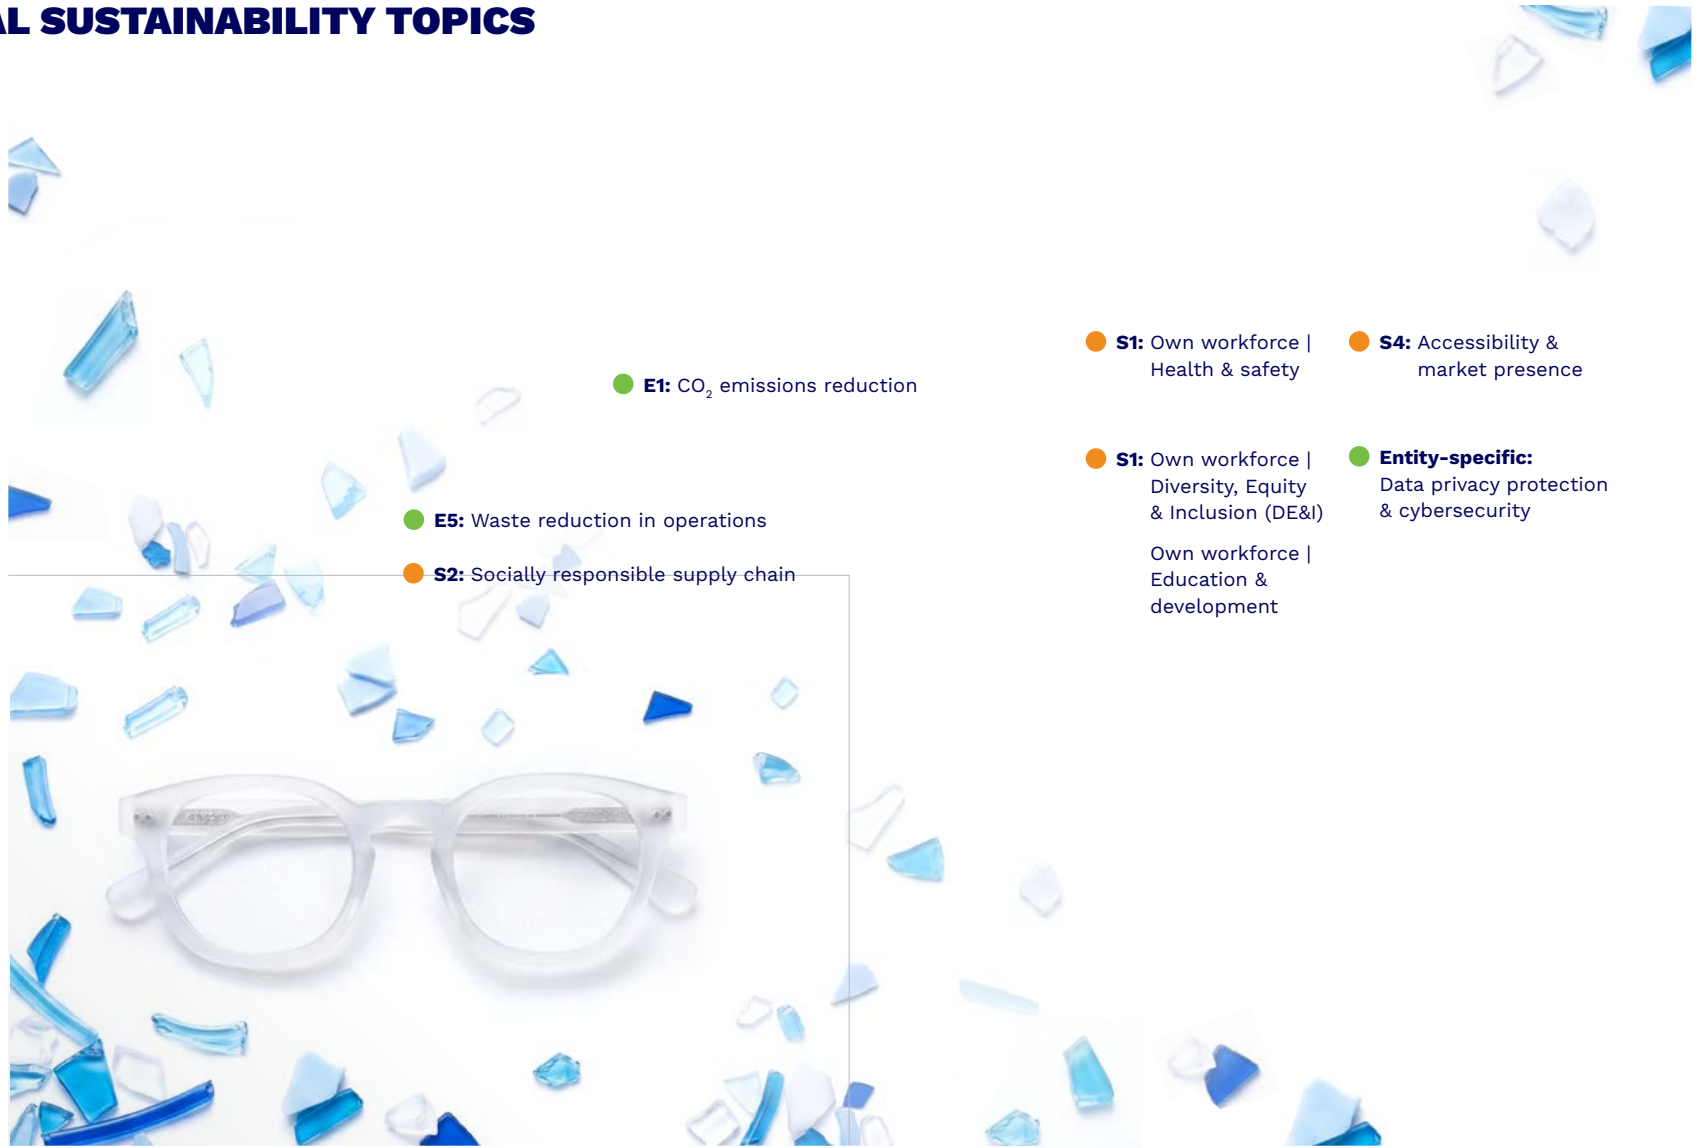 AL SUSTAINABILITY TOPICS
E1: CO₂ emissions reduction
E5: Waste reduction in operations
S2: Socially responsible supply chain
S1: Own workforce |
Health & safety
S1: Own workforce |
Diversity, Equity
& Inclusion (DE&I)
Own workforce |
Education &
development
S4: Accessibility &
market presence
Entity-specific:
Data privacy protection
& cybersecurity